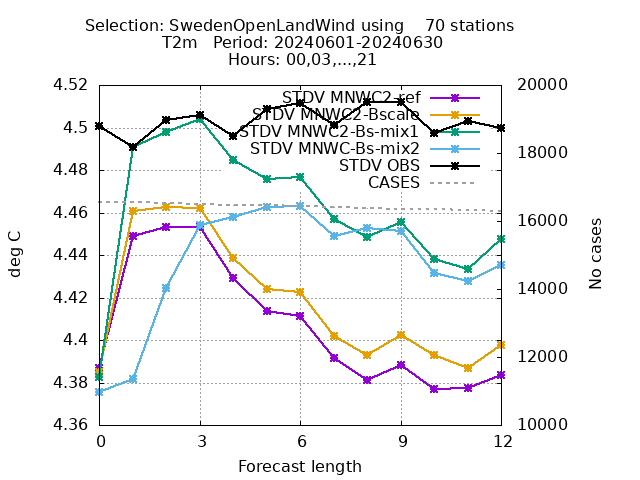 Selection: SwedenOpenLandWind using    70 stations
T2m   Period: 20240601-20240630
Hours: 00,03,...,21
4.52
4.5
4.48
4.46
4.44
4.42
4.4
4.38
4.36
deg C
STDV MNWC2-ref
STDV MNWC2-Bscale
STDV MNWC2-Bs-mix1
STDV MNWC-Bs-mix2
STDV OBS
CASES
20000
18000
16000
14000
12000
10000
No cases
0 3 6 9 12
Forecast length